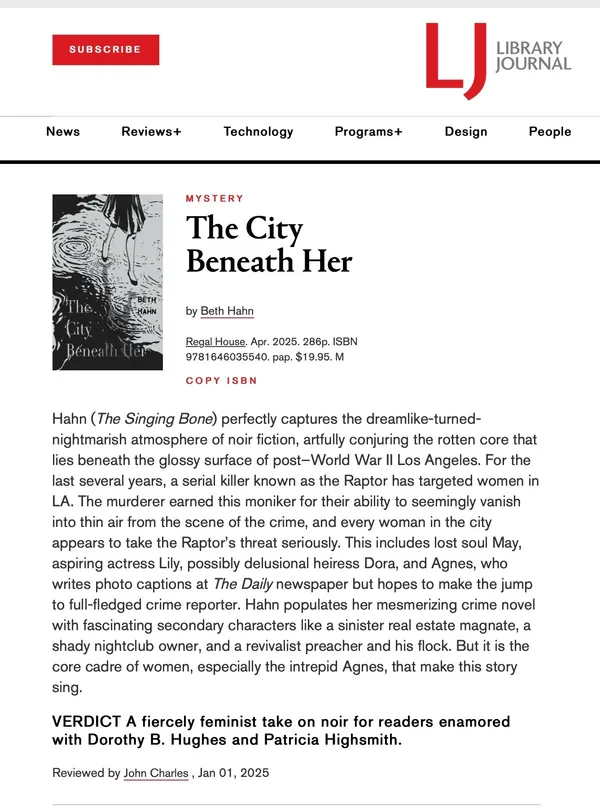 SUBSCRIBE
LJ LIBRARY
JOURNAL
News Reviews+ Technology Programs+ Design People
MYSTERY
The City
Beneath Her
by Beth Hahn
Regal House. Apr. 2025. 286p. ISBN
9781646035540. pap. $19.95. M
COPY ISBN
The
City
Beneath Her
BETH
HAHN
Hahn (The Singing Bone) perfectly captures the dreamlike-turned-
nightmarish atmosphere of noir fiction, artfully conjuring the rotten core that
lies beneath the glossy surface of post–World War II Los Angeles. For the
last several years, a serial killer known as the Raptor has targeted women in
LA. The murderer earned this moniker for their ability to seemingly vanish
into thin air from the scene of the crime, and every woman in the city
appears to take the Raptor's threat seriously. This includes lost soul May,
aspiring actress Lily, possibly delusional heiress Dora, and Agnes, who
writes photo captions at The Daily newspaper but hopes to make the jump
to full-fledged crime reporter. Hahn populates her mesmerizing crime novel
with fascinating secondary characters like a sinister real estate magnate, a
shady nightclub owner, and a revivalist preacher and his flock. But it is the
core cadre of women, especially the intrepid Agnes, that make this story
sing.
VERDICT A fiercely feminist take on noir for readers enamored
with Dorothy B. Hughes and Patricia Highsmith.
Reviewed by John Charles , Jan 01, 2025